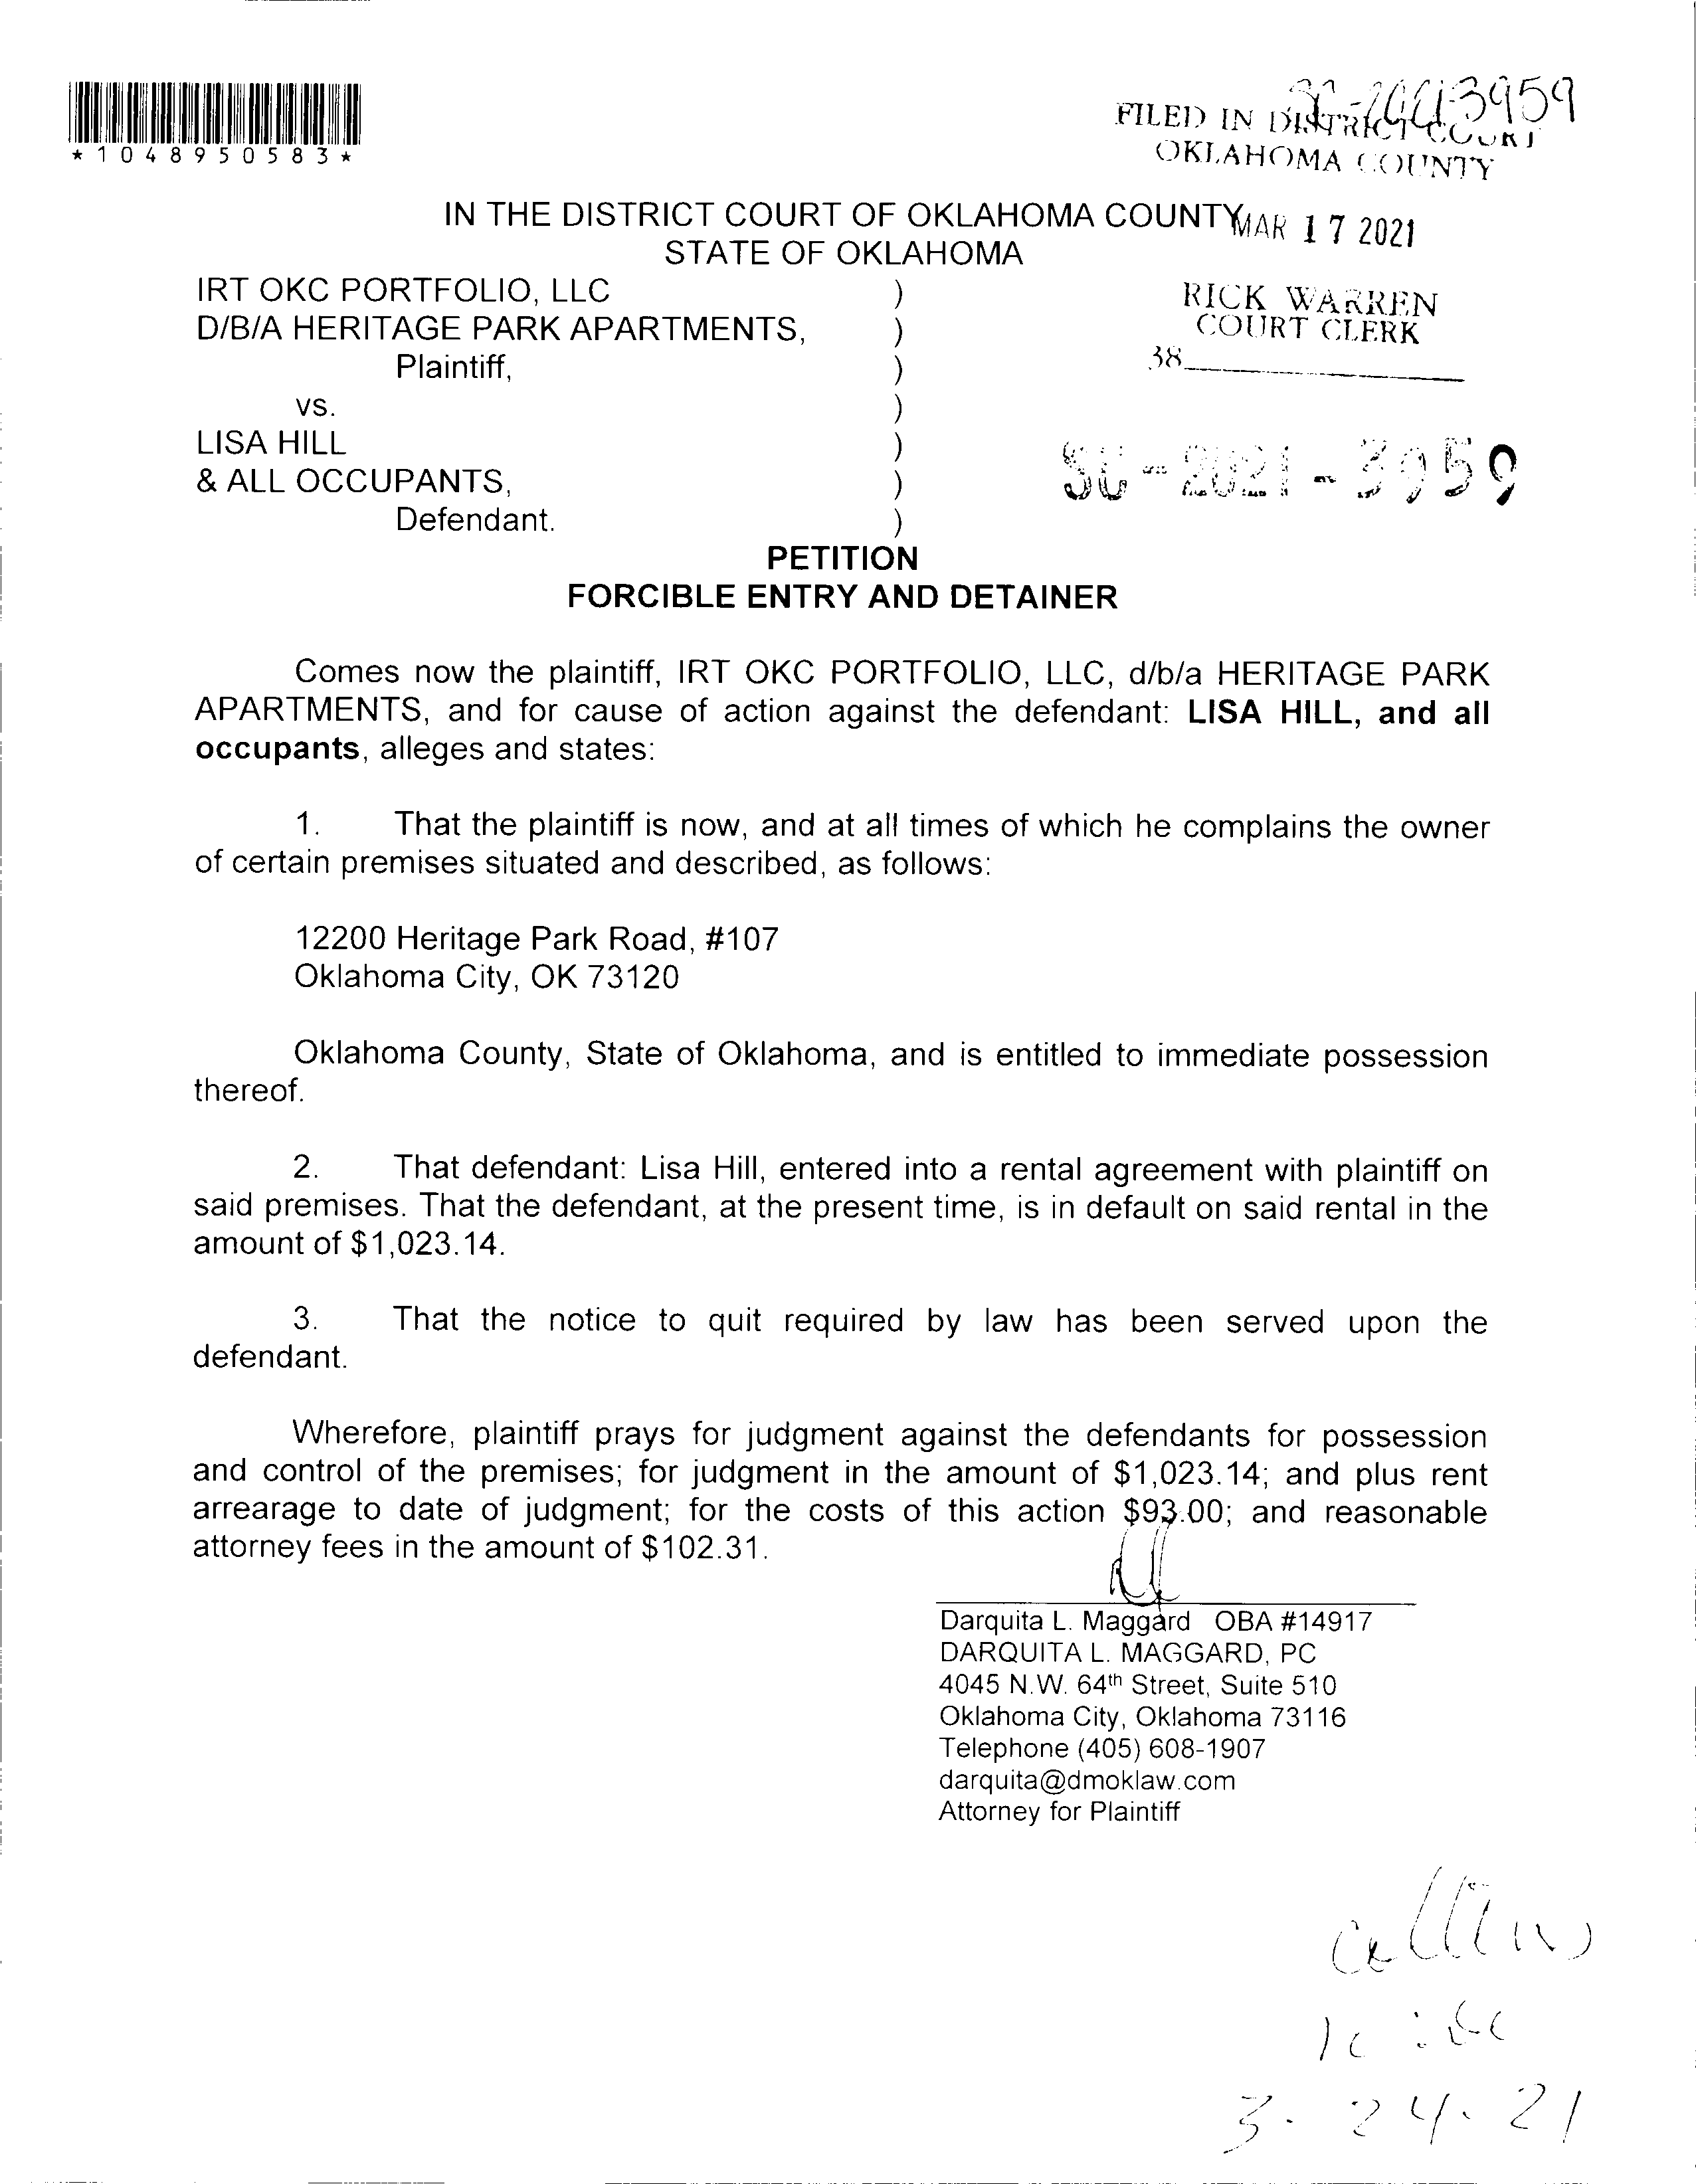 *1048950583*
3959
FILED IN DISTRICT COURT
OKLAHOMA COUNTY
MAR 17 2021
RICK WARREN
COURT CLERK
38
SC-2021-3959
IN THE DISTRICT COURT OF OKLAHOMA COUNTY
STATE OF OKLAHOMA
IRT OKC PORTFOLIO, LLC )
D/B/A HERITAGE PARK APARTMENTS, )
Plaintiff, )
vs. )
LISA HILL )
& ALL OCCUPANTS, )
Defendant. )
PETITION
FORCIBLE ENTRY AND DETAINER
Comes now the plaintiff, IRT OKC PORTFOLIO, LLC, d/b/a HERITAGE PARK
APARTMENTS, and for cause of action against the defendant: LISA HILL, and all
occupants, alleges and states:
1. That the plaintiff is now, and at all times of which he complains the owner
of certain premises situated and described, as follows:
12200 Heritage Park Road, #107
Oklahoma City, OK 73120
Oklahoma County, State of Oklahoma, and is entitled to immediate possession
thereof.
2. That defendant: Lisa Hill, entered into a rental agreement with plaintiff on
said premises. That the defendant, at the present time, is in default on said rental in the
amount of $1,023.14.
3. That the notice to quit required by law has been served upon the
defendant.
Wherefore, plaintiff prays for judgment against the defendants for possession
and control of the premises; for judgment in the amount of $1,023.14; and plus rent
arrearage to date of judgment; for the costs of this action $93.00; and reasonable
attorney fees in the amount of $102.31.
Darquita L. Maggard OBA #14917
DARQUITA L. MAGGARD, PC
4045 N.W. 64th Street, Suite 510
Oklahoma City, Oklahoma 73116
Telephone (405) 608-1907
darquita@dmoklaw.com
Attorney for Plaintiff
3.24.21